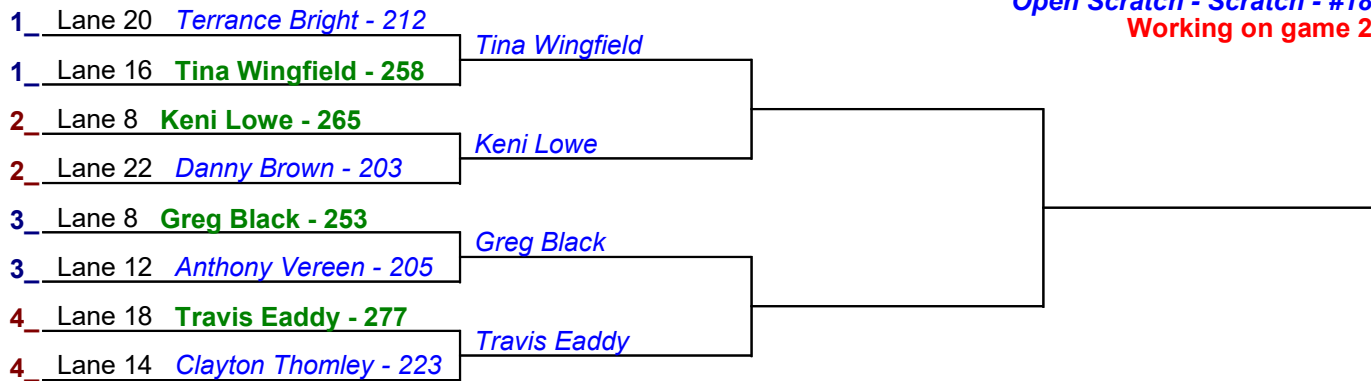 Open Scratch - Scratch - #18
Working on game 2
1_ Lane 20 Terrance Bright - 212
Tina Wingfield
1_ Lane 16 Tina Wingfield - 258
2_ Lane 8 Keni Lowe - 265
Keni Lowe
2_ Lane 22 Danny Brown - 203
3_ Lane 8 Greg Black - 253
Greg Black
3_ Lane 12 Anthony Vereen - 205
4_ Lane 18 Travis Eaddy - 277
Travis Eaddy
4_ Lane 14 Clayton Thomley - 223